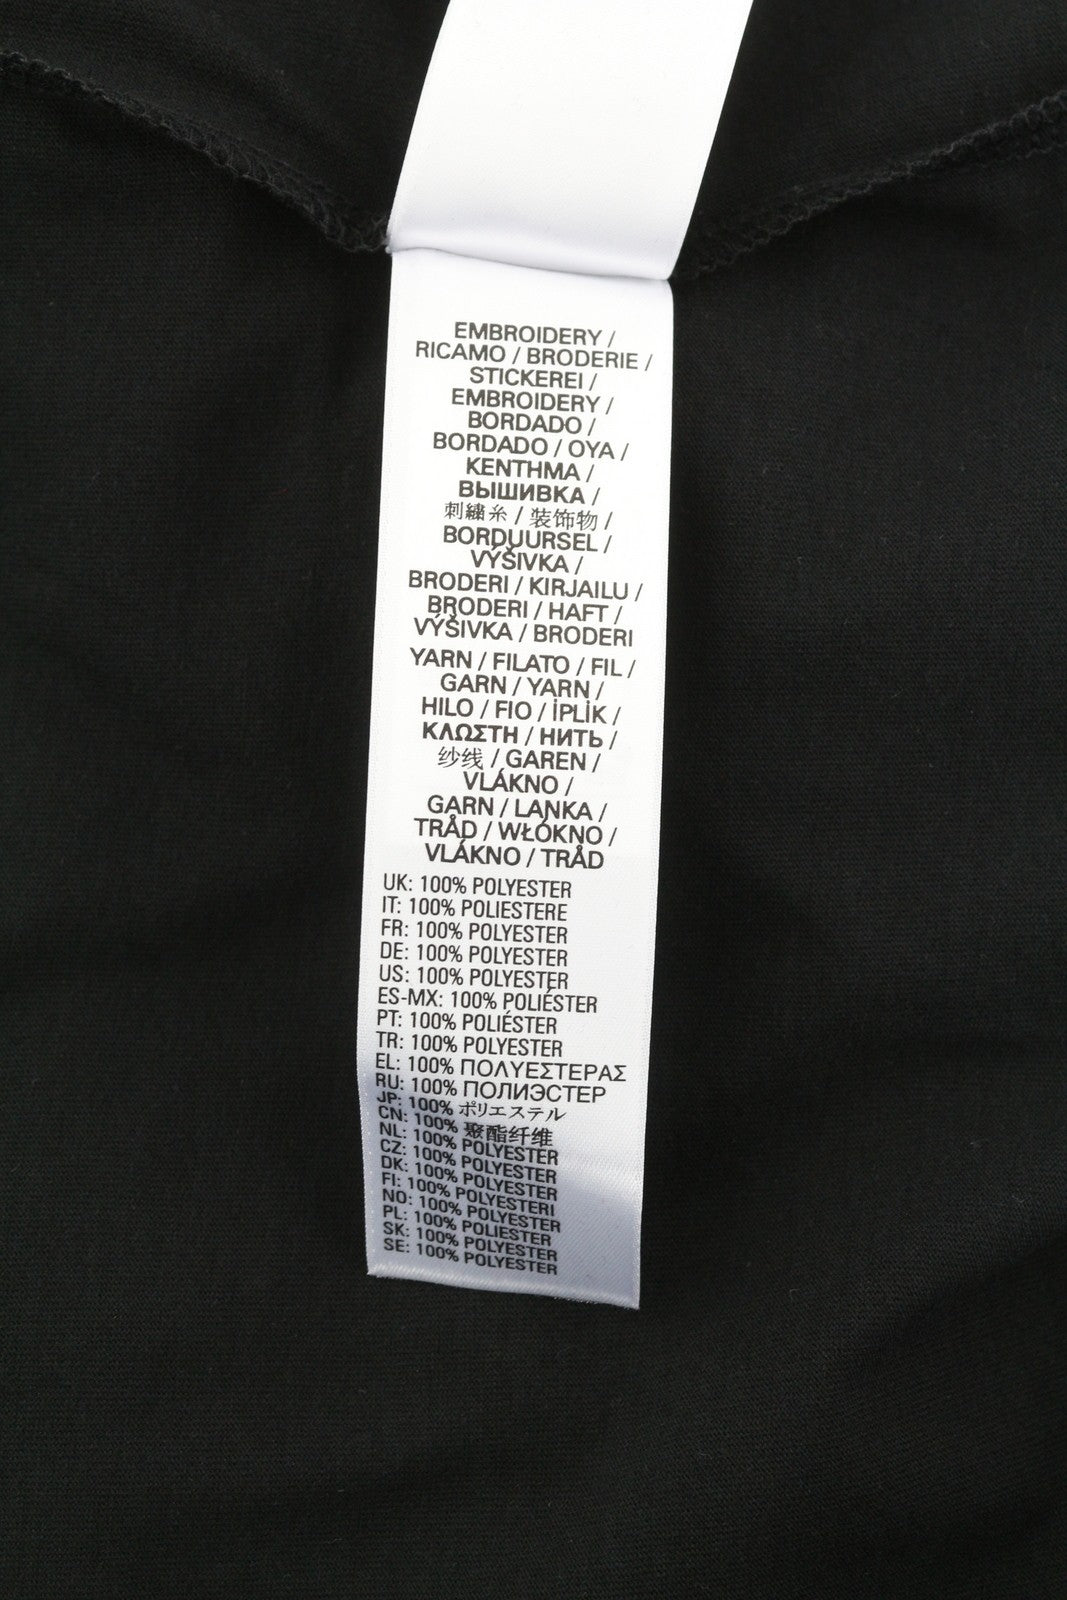 EMBROIDERY /
RICAMO / BRODERIE /
STICKEREI /
EMBROIDERY /
BORDADO /
BORDADO / OYA /
KENTHMA /
ВЫШИВКА /
刺繍糸 / 装饰物 /
BORDUURSEL /
VÝŠIVKA /
BRODERI / KIRJAILU /
BRODERI / HAFT /
VÝŠIVKA / BRODERI
YARN / FILATO / FIL /
GARN / YARN /
HILO / FIO / İPLİK /
ΚΛΩΣΤΗ / НИТЬ /
纱线 / GAREN /
VLÁKNO /
GARN / LANKA /
TRÅD / WŁÓKNO /
VLÁKNO / TRÅD
UK: 100% POLYESTER
IT: 100% POLIESTERE
FR: 100% POLYESTER
DE: 100% POLYESTER
US: 100% POLYESTER
ES-MX: 100% POLIÉSTER
PT: 100% POLIÉSTER
TR: 100% POLYESTER
EL: 100% ΠΟΛΥΕΣΤΕΡΑΣ
RU: 100% ПОЛИЭСТЕР
JP: 100% ポリエステル
CN: 100% 聚酯纤维
NL: 100% POLYESTER
CZ: 100% POLYESTER
DK: 100% POLYESTER
FI: 100% POLYESTERI
NO: 100% POLYESTER
PL: 100% POLIESTER
SK: 100% POLYESTER
SE: 100% POLYESTER